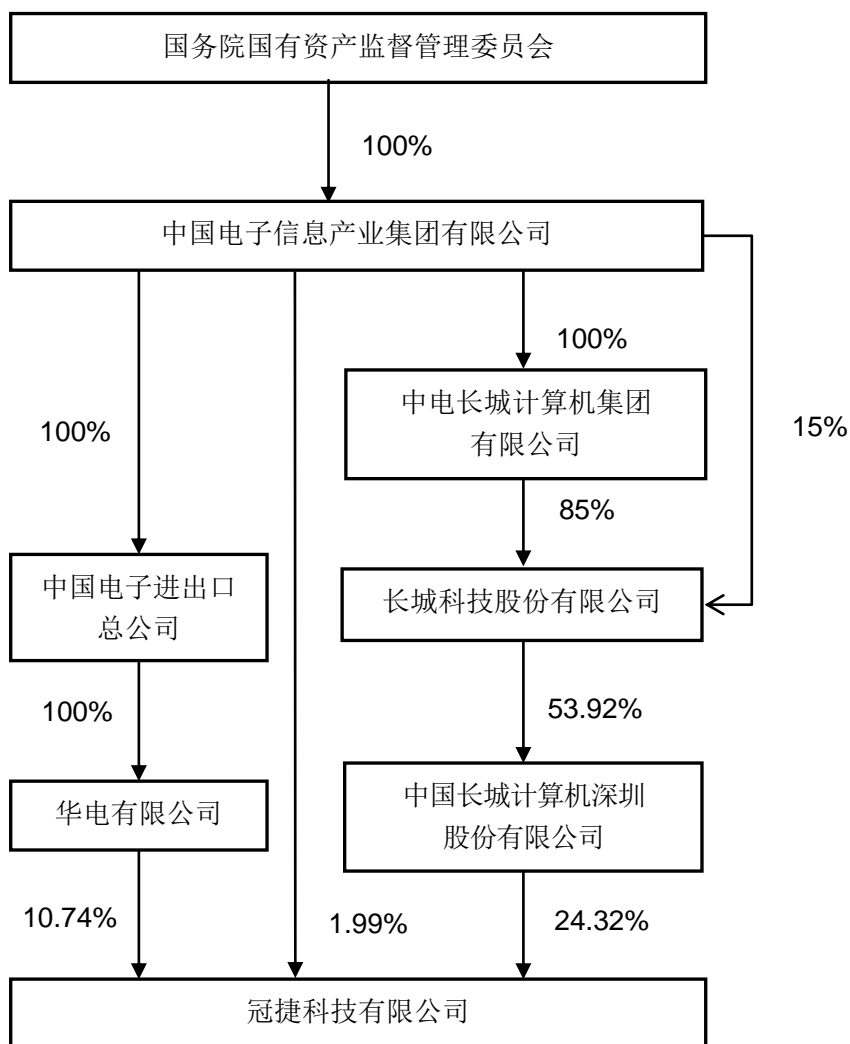 国务院国有资产监督管理委员会
100%
中国电子信息产业集团有限公司
100%
中电长城计算机集团
有限公司
15%
100%
85%
中国电子进出口
总公司
长城科技股份有限公司
100%
53.92%
华电有限公司
中国长城计算机深圳
股份有限公司
10.74%
1.99%
24.32%
冠捷科技有限公司